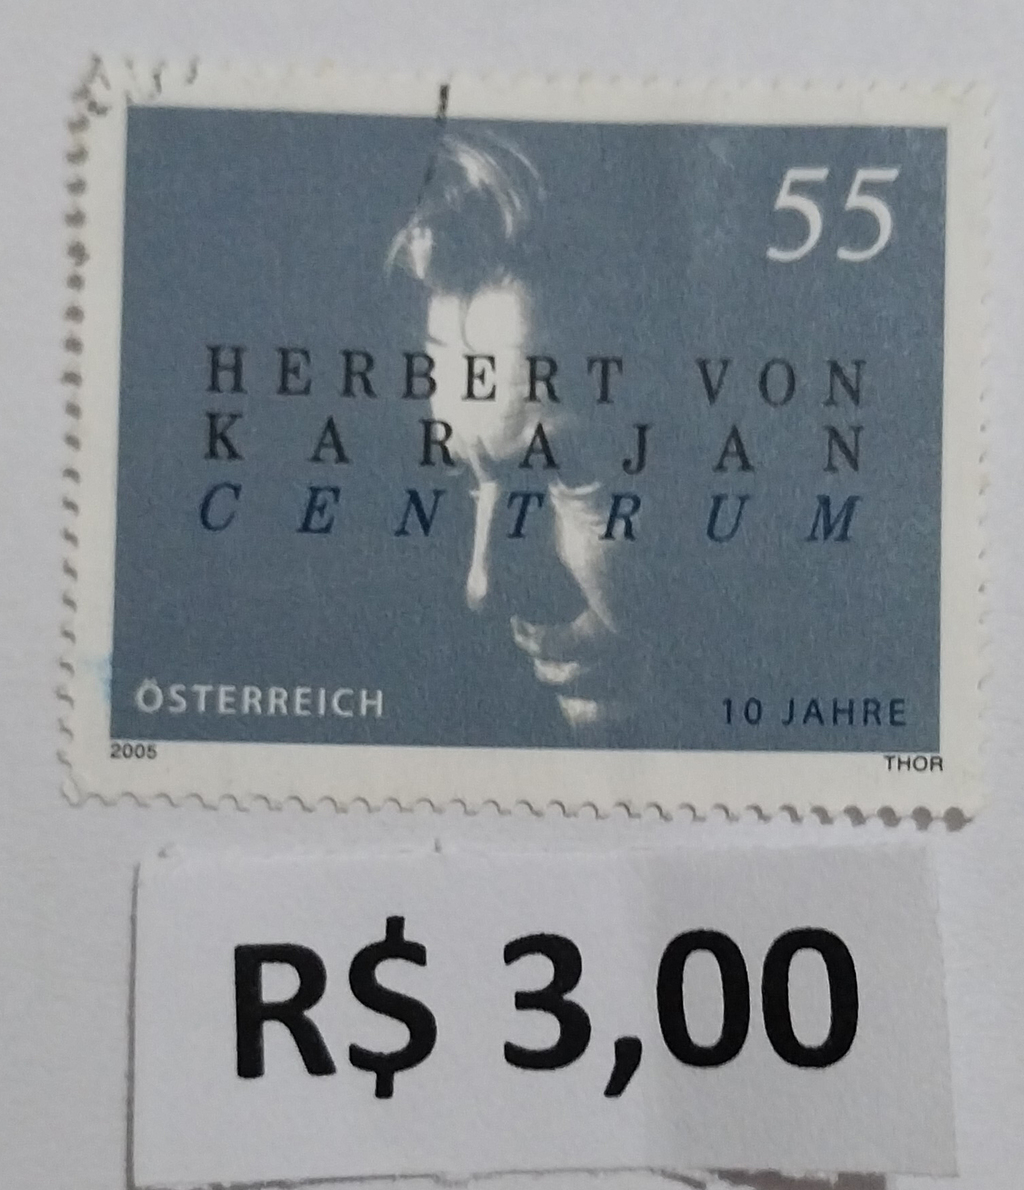 55
HERBERT VON
KARAJAN
CENTRUM
ÖSTERREICH
10 JAHRE
2005
THOR
R$ 3,00